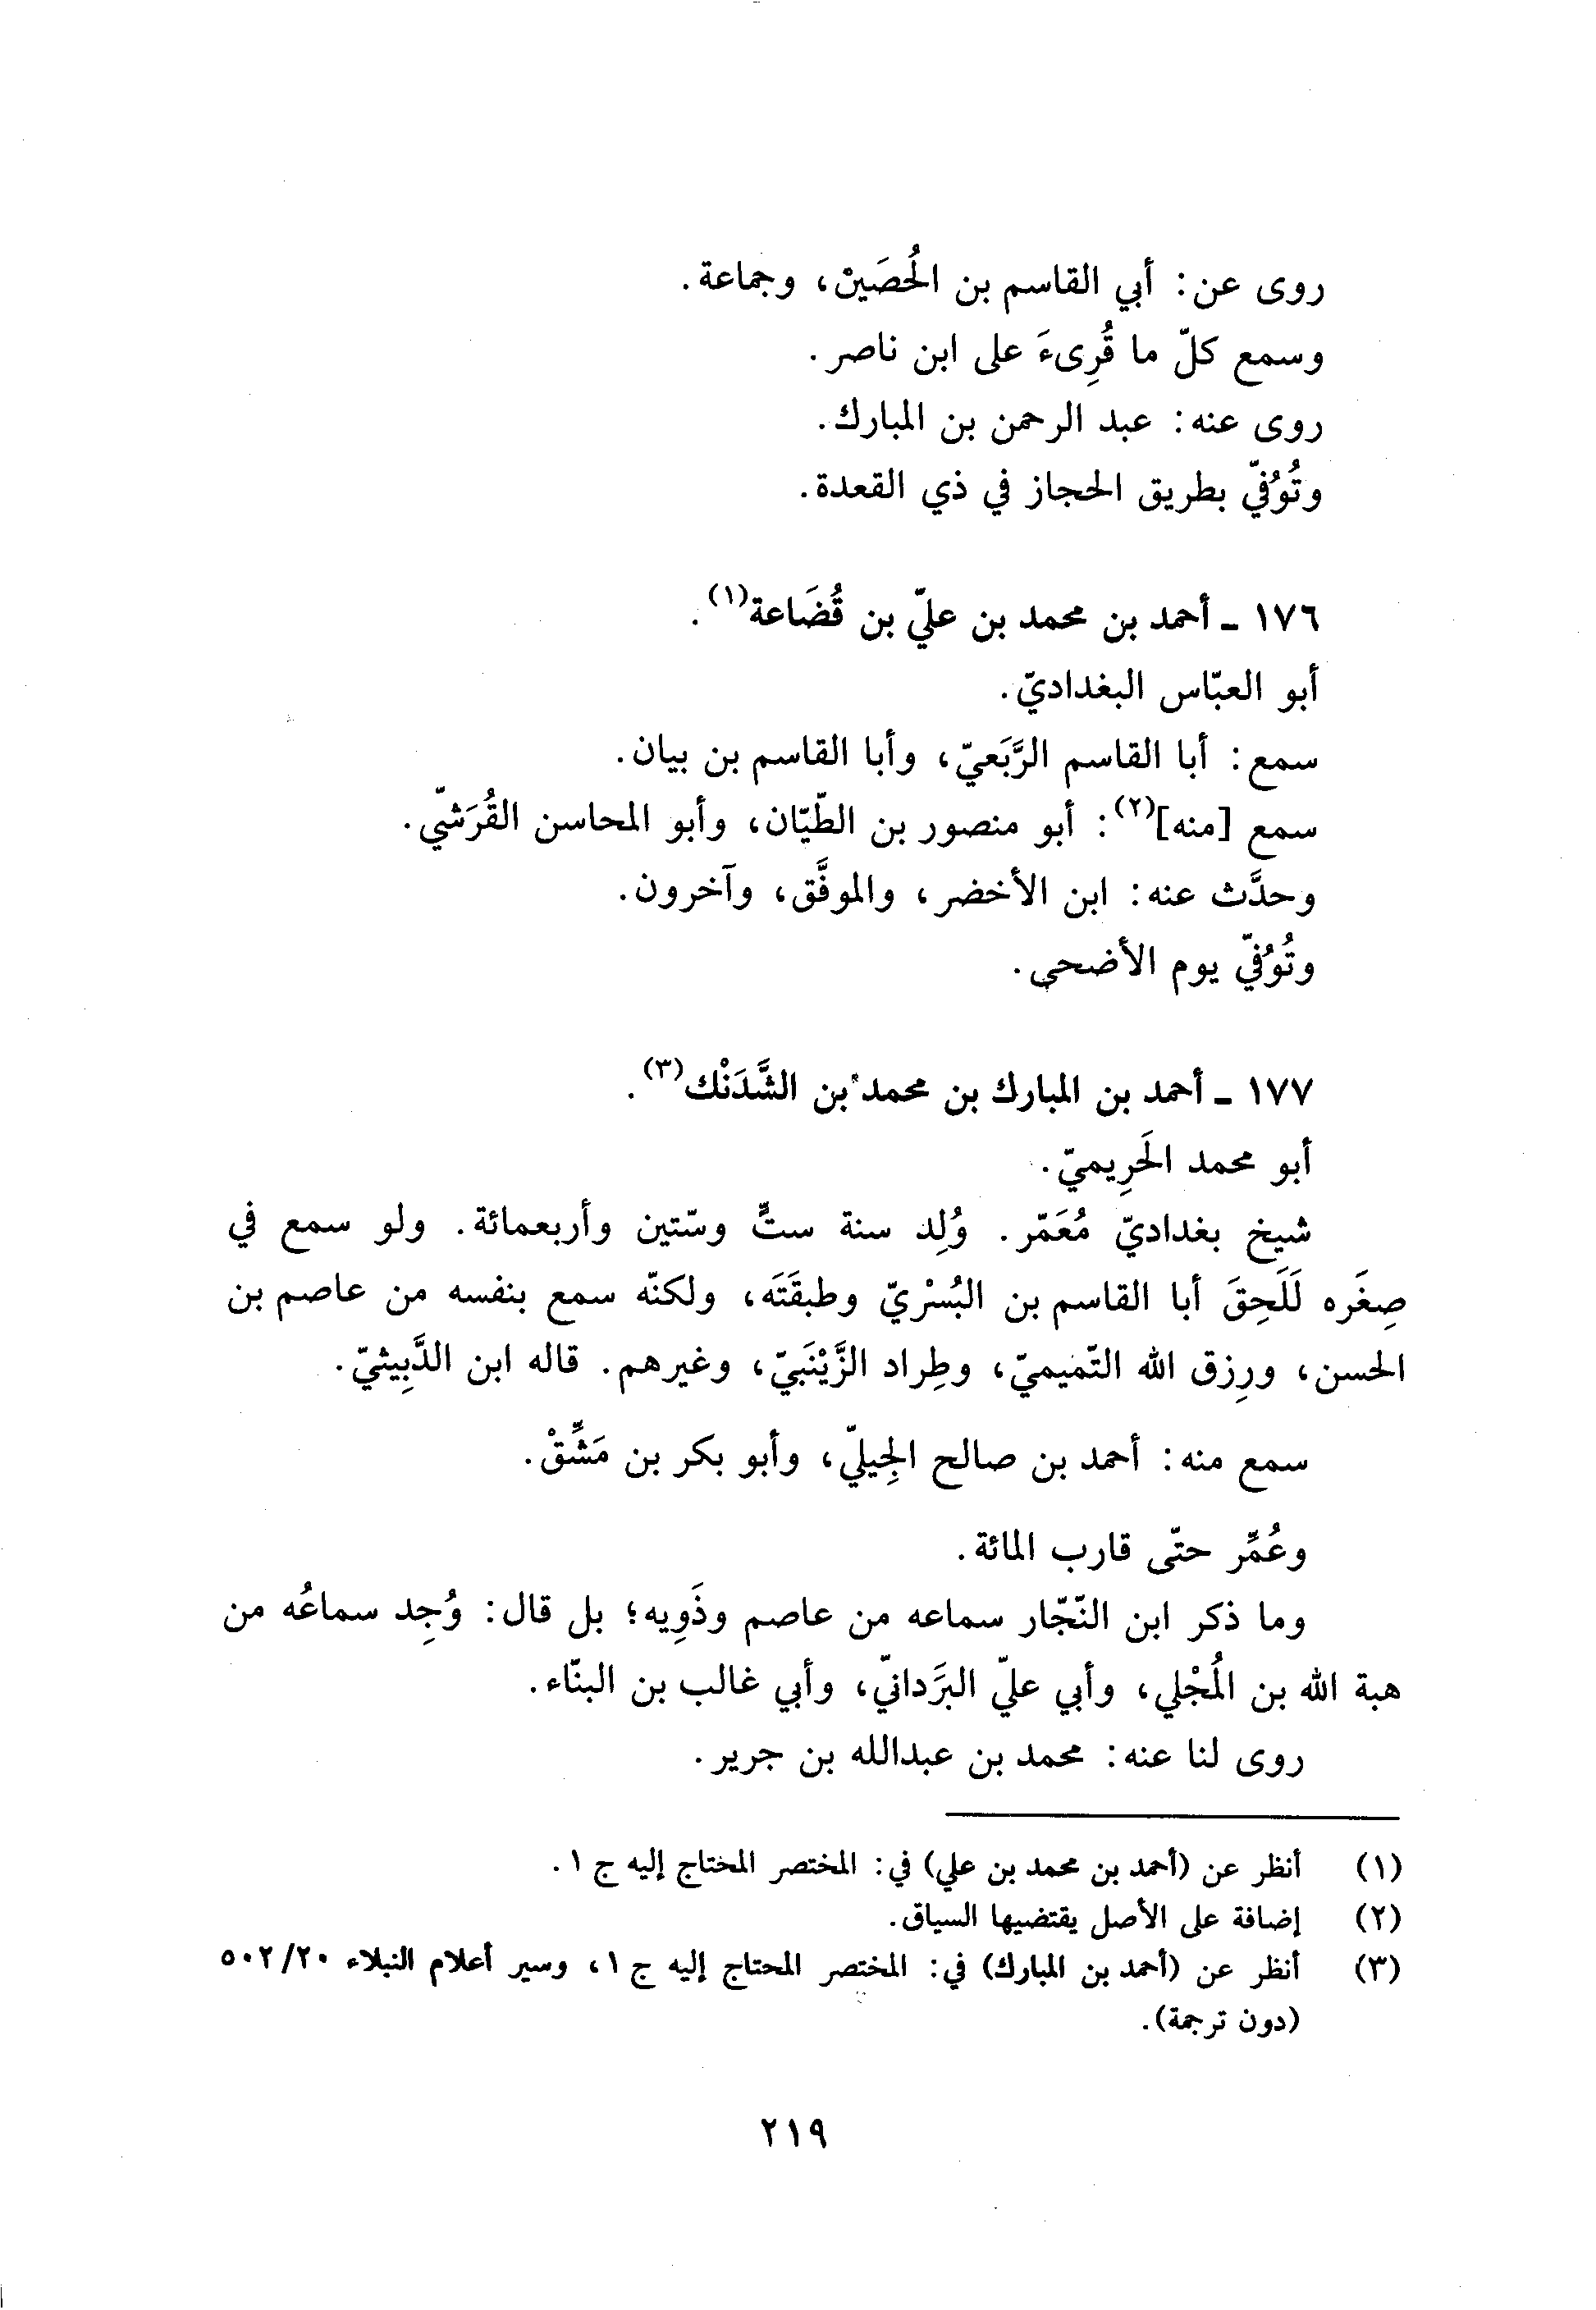 روى عن: أبي القاسم بن الحُصَينْ، وجماعة.
وسمع كلّ ما قُرِىءَ على ابن ناصر.
روى عنه: عبد الرحمن بن المبارك.
وتُوُفّي بطريق الحجاز في ذي القعدة.
١٧٦ - أحمد بن محمد بن عليّ بن قُضَاعة(١).
أبو العبّاس البغداديّ.
سمع: أبا القاسم الرَّبَعيّ، وأبا القاسم بن بيان.
سمع [منه](٢): أبو منصور بن الطّيّان، وأبو المحاسن القُرَشيّ.
وحدَّث عنه: ابن الأخضر، والموفَّق، وآخرون.
وتُوُفّي يوم الأضحى.
١٧٧ - أحمد بن المبارك بن محمد بن الشَّدَنْك(٣).
أبو محمد الحَرِيميّ.
شيخ بغداديّ مُعَمّر. وُلِد سنة ستٍّ وستّين وأربعمائة. ولو سمع في
صِغَره لَلَحِقَ أبا القاسم بن البُسْريّ وطبقَتَه، ولكنّه سمع بنفسه من عاصم بن
الحسن، ورِزق الله التّميميّ، وطِراد الزَّيْنَبيّ، وغيرهم. قاله ابن الدَّبِيثيّ.
سمع منه: أحمد بن صالح الجِيليّ، وأبو بكر بن مَشِّقْ.
وعُمِّر حتّى قارب المائة.
وما ذكر ابن النّجّار سماعه من عاصم وذَوِيه؛ بل قال: وُجِد سماعُه من
هبة الله بن المُجْلي، وأبي عليّ البَرَدانيّ، وأبي غالب بن البنّاء.
روى لنا عنه: محمد بن عبدالله بن جرير.
(١) أنظر عن (أحمد بن محمد بن علي) في: المختصر المحتاج إليه ج ١.
(٢) إضافة على الأصل يقتضيها السياق.
(٣) أنظر عن (أحمد بن المبارك) في: المختصر المحتاج إليه ج ١، وسير أعلام النبلاء ٢٠/ ٥٠٢
(دون ترجمة).
٢١٩